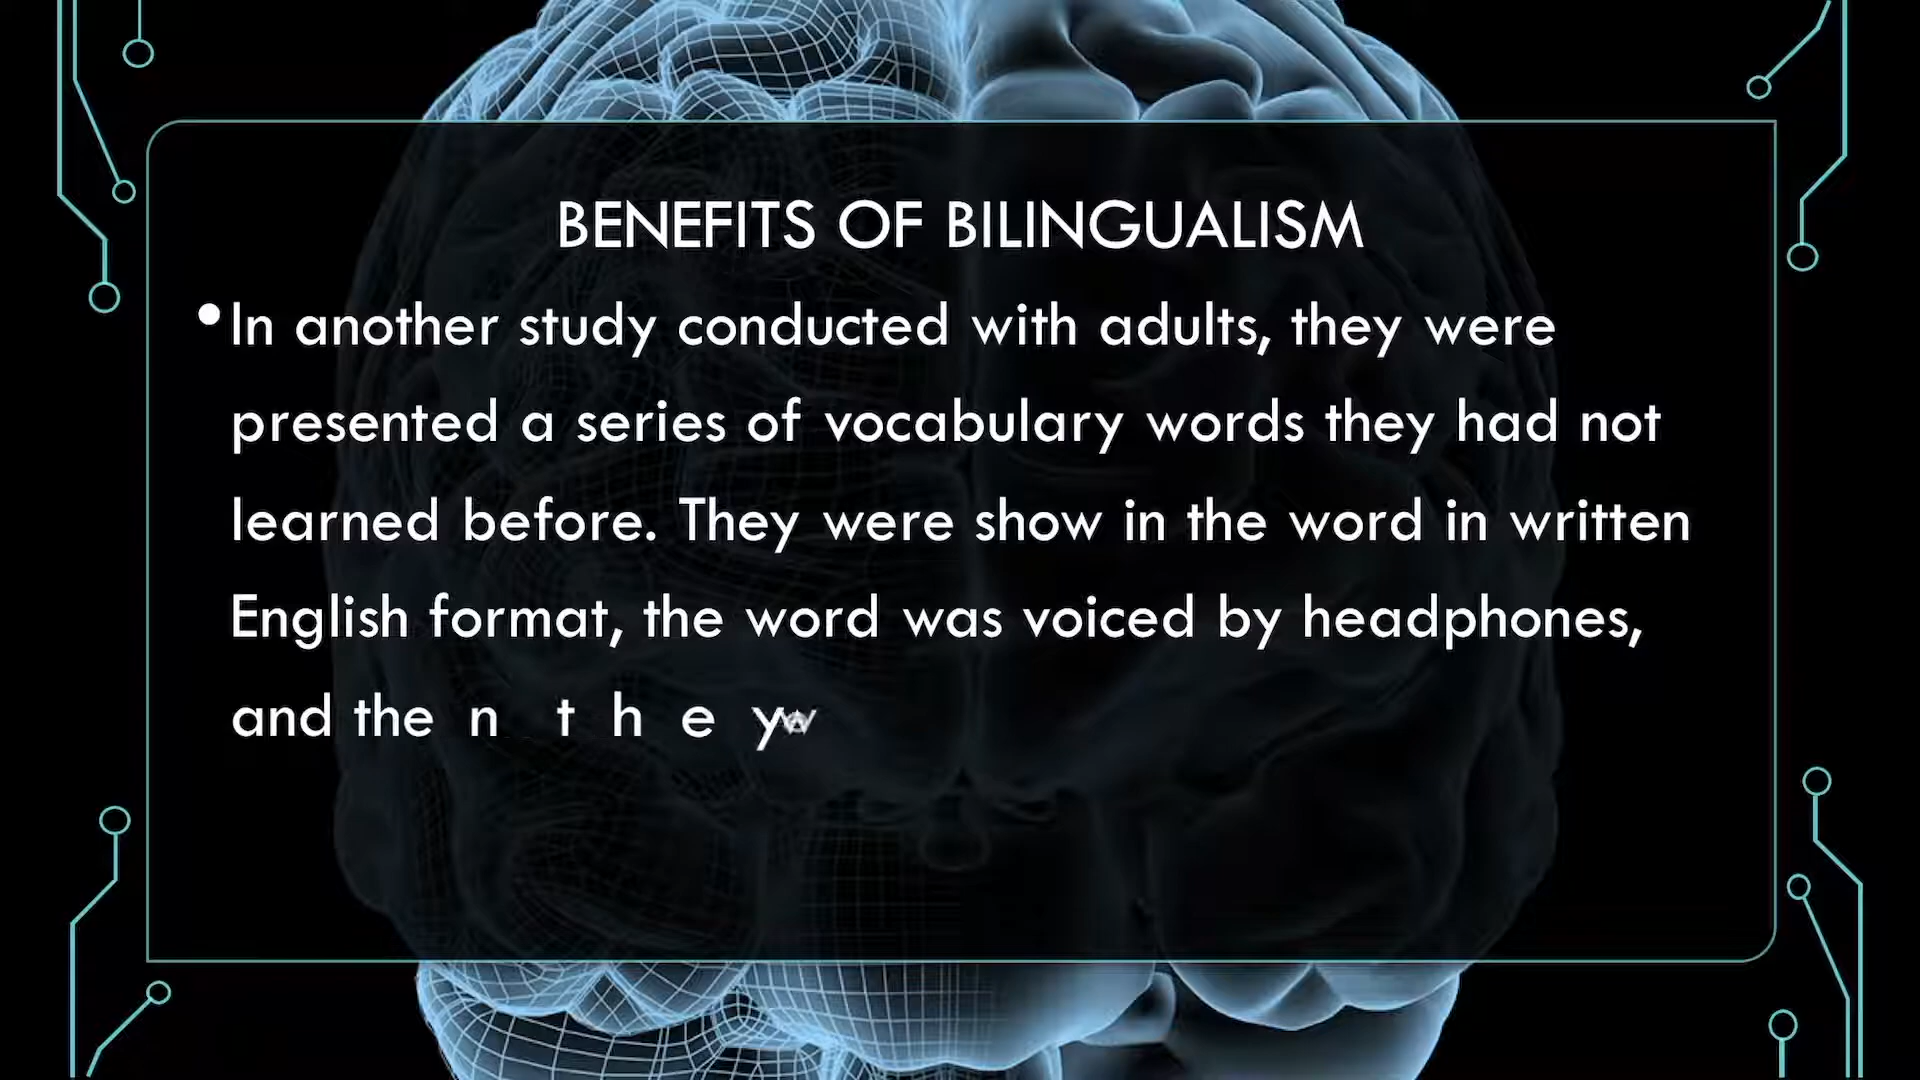 BENEFITS OF BILINGUALISM
•In another study conducted with adults, they were
presented a series of vocabulary words they had not
learned before. They were show in the word in written
English format, the word was voiced by headphones,
and then they